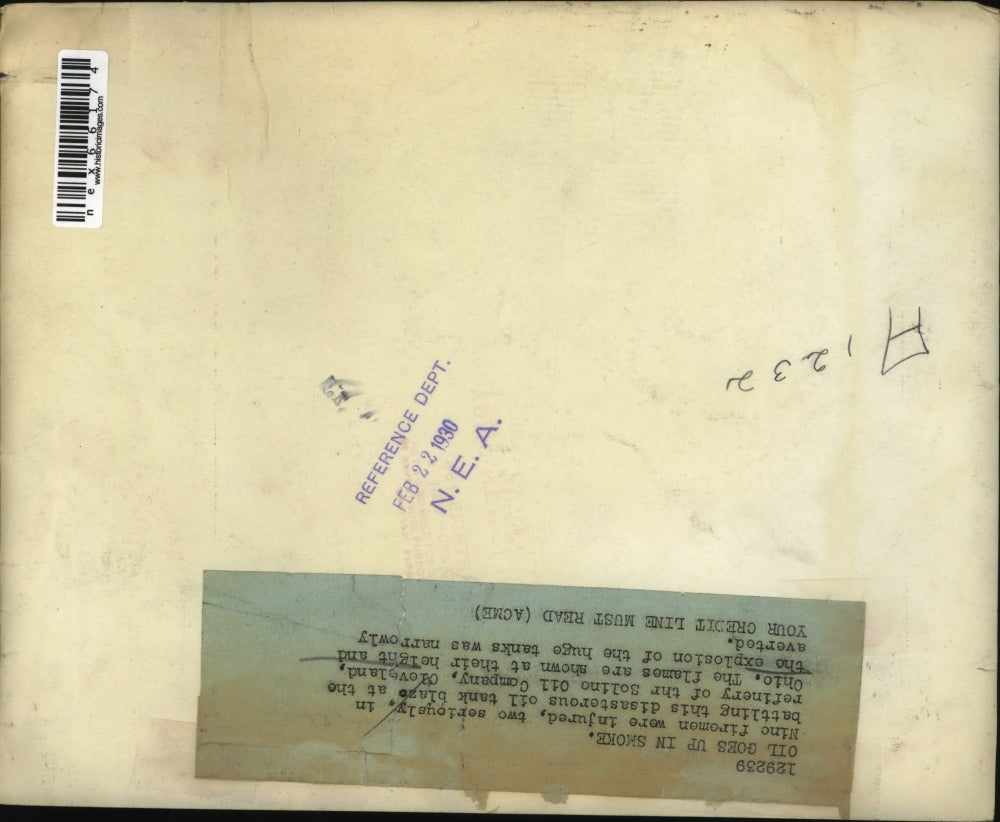 nex66174
www.historicimages.com
A 1232
REFERENCE DEPT.
FEB 22 1930
N. E. A.
129239
OIL GOES UP IN SMOKE.
Nino firemen were injured, two seriously, in
battling this disasterous oil tank blaze at the
refinery of thr Solino Oil Company, Cleveland,
Ohio. The flames are shown at their height and
the explosion of the huge tanks was narrowly
averted.
YOUR CREDIT LINE MUST READ (ACME)